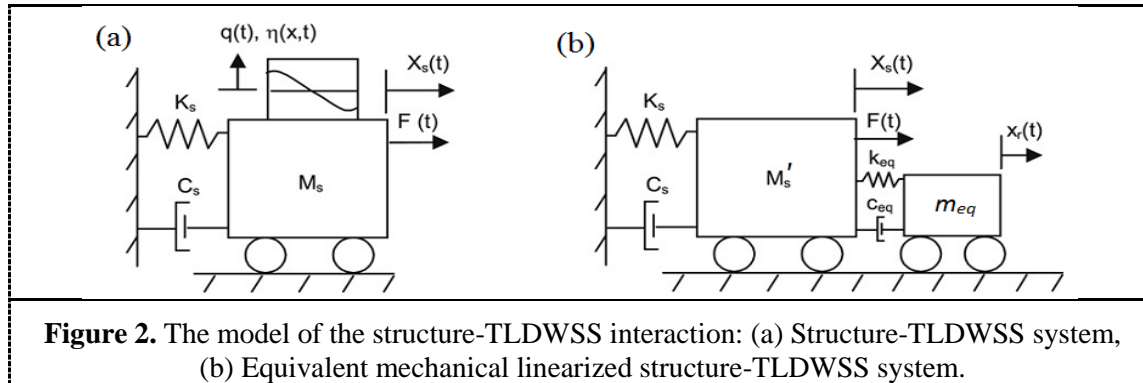 (a)
q(t), η(x,t)
Xs(t)
Ks
F (t)
Cs
Ms
(b)
Xs(t)
Ks
F(t)
xr(t)
keq
Ms′
Cs
ceq
meq
Figure 2. The model of the structure-TLDWSS interaction: (a) Structure-TLDWSS system,
(b) Equivalent mechanical linearized structure-TLDWSS system.